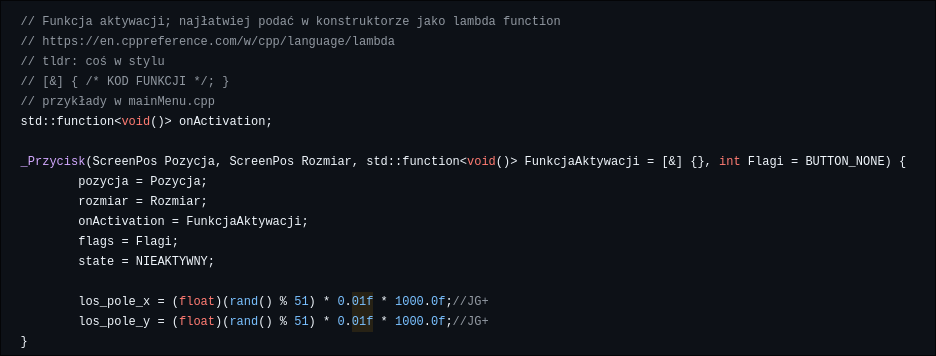 // Funkcja aktywacji; najłatwiej podać w konstruktorze jako lambda function
// https://en.cppreference.com/w/cpp/language/lambda
// tldr: coś w stylu
// [&] { /* KOD FUNKCJI */; }
// przykłady w mainMenu.cpp
std::function<void()> onActivation;
_Przycisk(ScreenPos Pozycja, ScreenPos Rozmiar, std::function<void()> FunkcjaAktywacji = [&] {}, int Flagi = BUTTON_NONE) {
pozycja = Pozycja;
rozmiar = Rozmiar;
onActivation = FunkcjaAktywacji;
flags = Flagi;
state = NIEAKTYWNY;
los_pole_x = (float)(rand() % 51) * 0.01f * 1000.0f;//JG+
los_pole_y = (float)(rand() % 51) * 0.01f * 1000.0f;//JG+
}